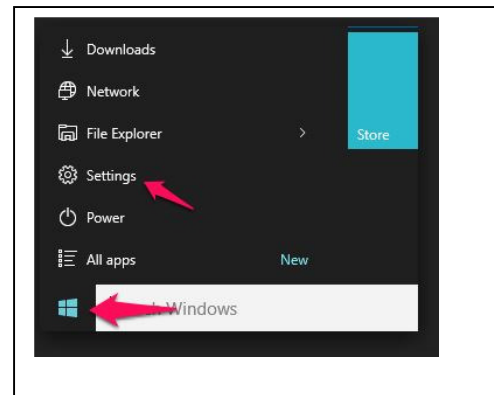 Downloads
Network
File Explorer
Store
Settings
Power
All apps
New
Windows